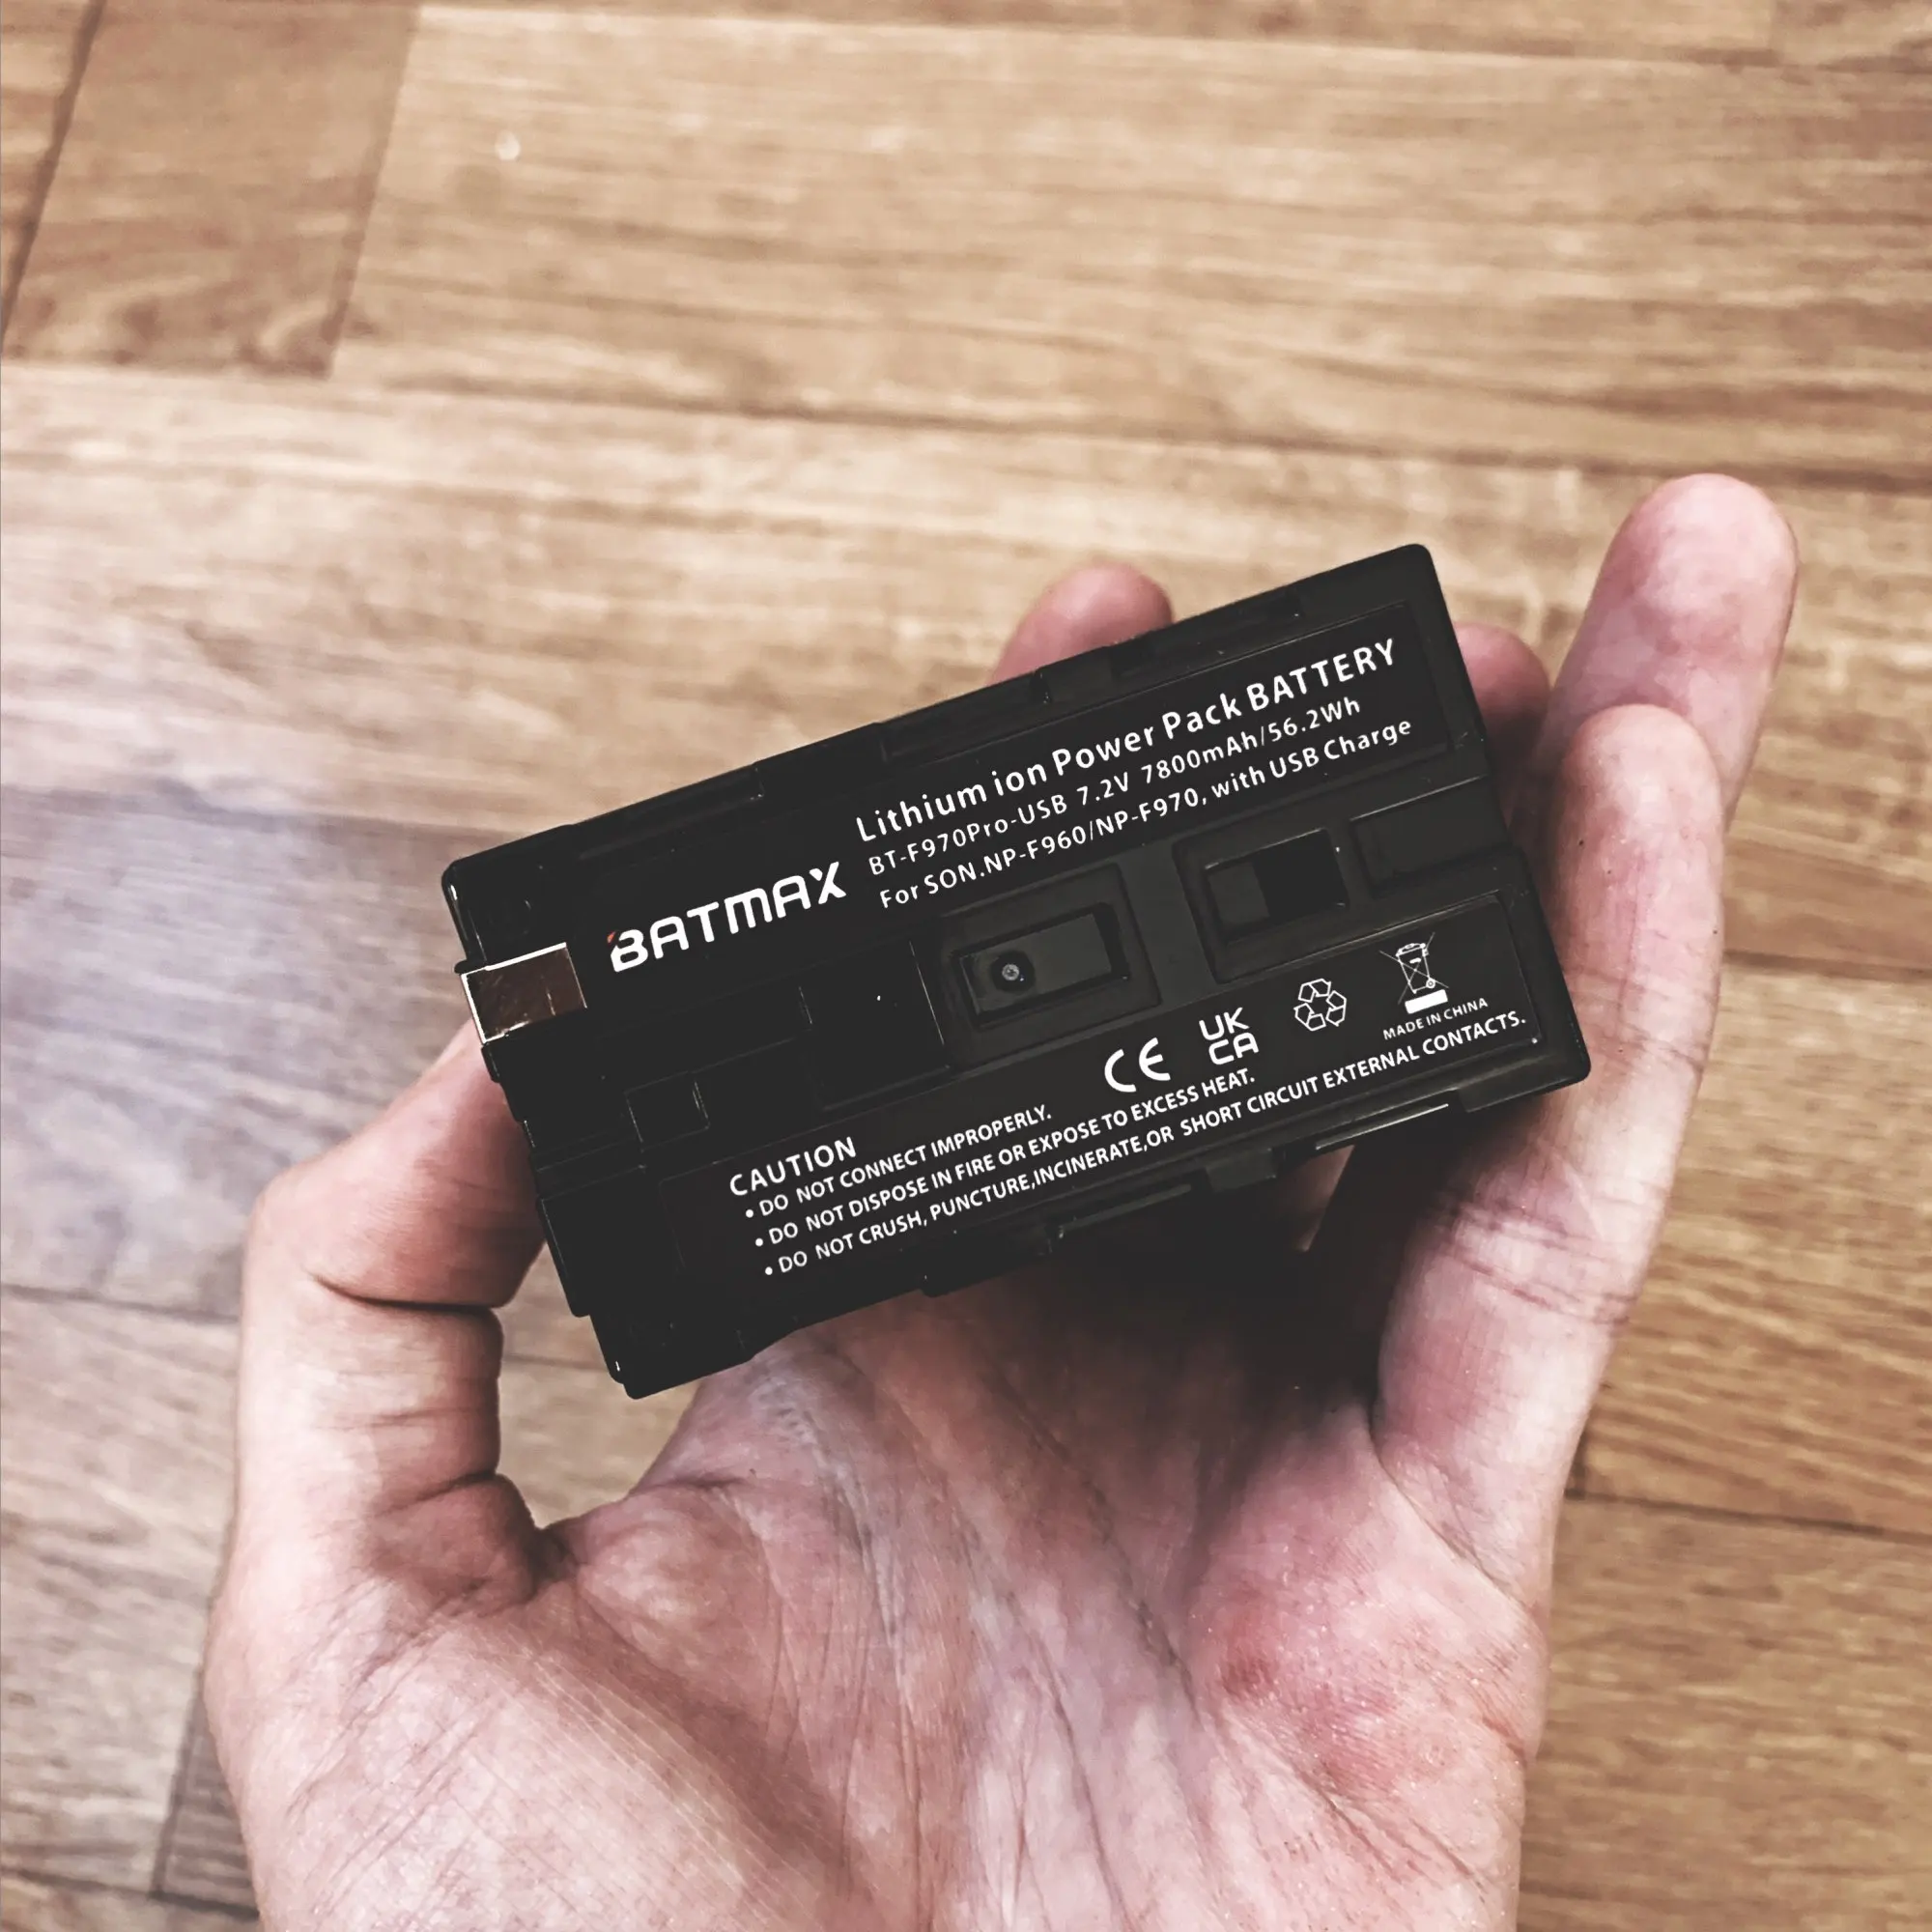 BATMAX
Lithium ion Power Pack BATTERY
BT-F970Pro-USB 7.2V 7800mAh/56.2Wh
For SON.NP-F960/NP-F970, with USB Charge
CE
UK
CA
MADE IN CHINA
CAUTION
• DO NOT CONNECT IMPROPERLY.
• DO NOT DISPOSE IN FIRE OR EXPOSE TO EXCESS HEAT.
• DO NOT CRUSH, PUNCTURE,INCINERATE,OR SHORT CIRCUIT EXTERNAL CONTACTS.